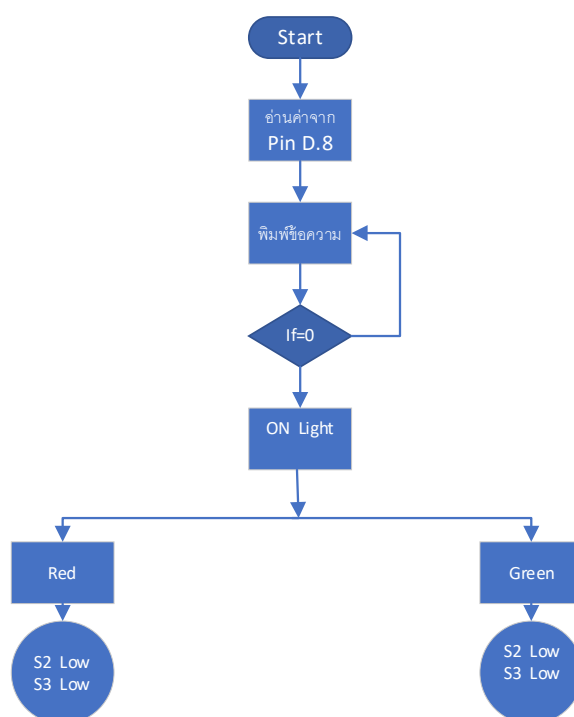 Start
อ่านค่าจาก
Pin D.8
พิมพ์ข้อความ
If=0
ON Light
Red
Green
S2 Low
S3 Low
S2 Low
S3 Low